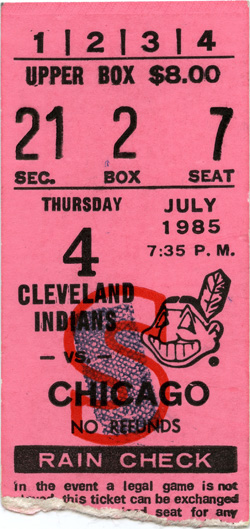 1 | 2 | 3 | 4
UPPER BOX $8.00
21 2 7
SEC. BOX SEAT
THURSDAY JULY
4 1985
7:35 P. M.
CLEVELAND
INDIANS
— vs. —
CHICAGO
NO REFUNDS
RAIN CHECK
In the event a legal game is not
this ticket can be exchanged
seat for any